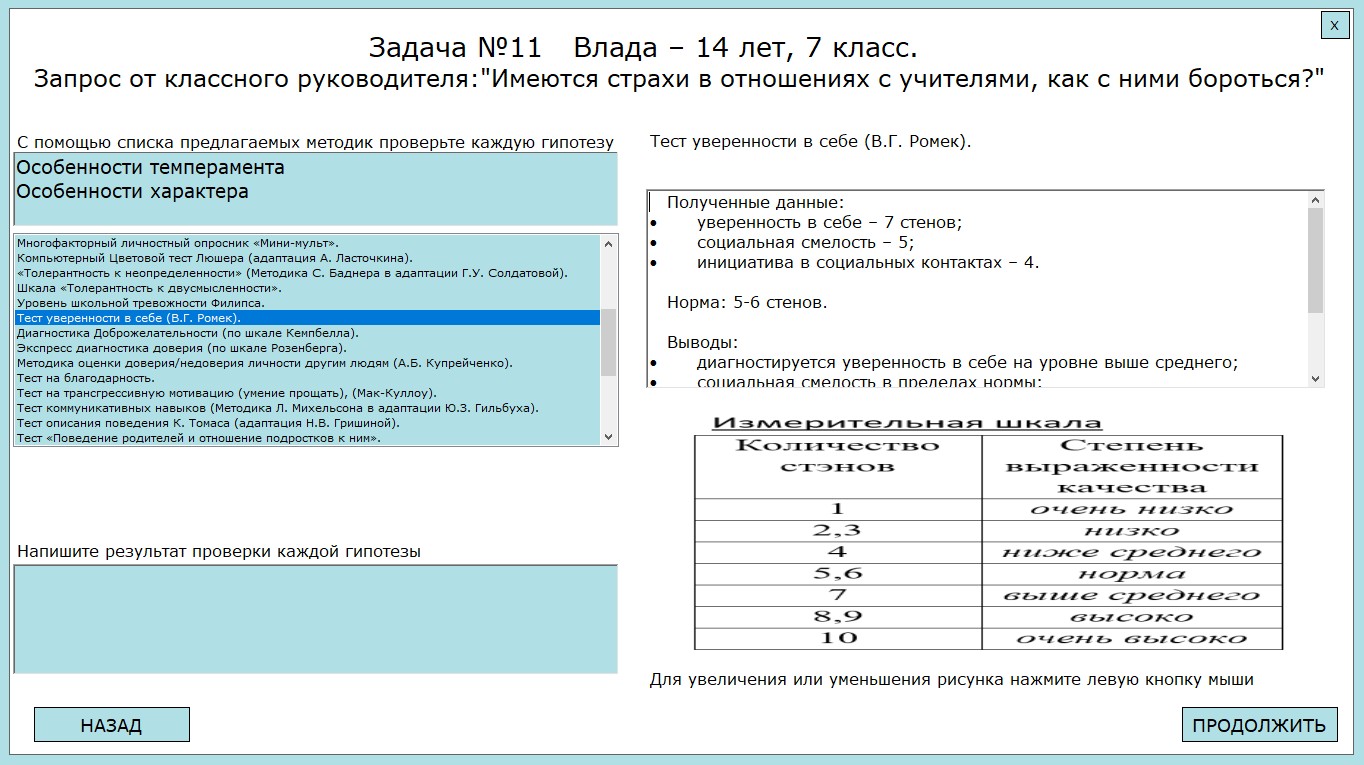 X
Задача №11 Влада – 14 лет, 7 класс.
Запрос от классного руководителя:"Имеются страхи в отношениях с учителями, как с ними бороться?"
С помощью списка предлагаемых методик проверьте каждую гипотезу
Особенности темперамента
Особенности характера
Многофакторный личностный опросник «Мини-мульт».
Компьютерный Цветовой тест Люшера (адаптация А. Ласточкина).
«Толерантность к неопределенности» (Методика С. Баднера в адаптации Г.У. Солдатовой).
Шкала «Толерантность к двусмысленности».
Уровень школьной тревожности Филипса.
Тест уверенности в себе (В.Г. Ромек).
Диагностика Доброжелательности (по шкале Кемпбелла).
Экспресс диагностика доверия (по шкале Розенберга).
Методика оценки доверия/недоверия личности другим людям (А.Б. Купрейченко).
Тест на благодарность.
Тест на трансгрессивную мотивацию (умение прощать), (Мак-Куллоу).
Тест коммуникативных навыков (Методика Л. Михельсона в адаптации Ю.З. Гильбуха).
Тест описания поведения К. Томаса (адаптация Н.В. Гришиной).
Тест «Поведение родителей и отношение подростков к ним».
Напишите результат проверки каждой гипотезы
НАЗАД
Тест уверенности в себе (В.Г. Ромек).
Полученные данные:
• уверенность в себе – 7 стенов;
• социальная смелость – 5;
• инициатива в социальных контактах – 4.
Норма: 5-6 стенов.
Выводы:
• диагностируется уверенность в себе на уровне выше среднего;
• социальная смелость в пределах нормы;
Измерительная шкала
Количество стэнов Степень выраженности качества
1 очень низко
2,3 низко
4 ниже среднего
5,6 норма
7 выше среднего
8,9 высоко
10 очень высоко
Для увеличения или уменьшения рисунка нажмите левую кнопку мыши
ПРОДОЛЖИТЬ